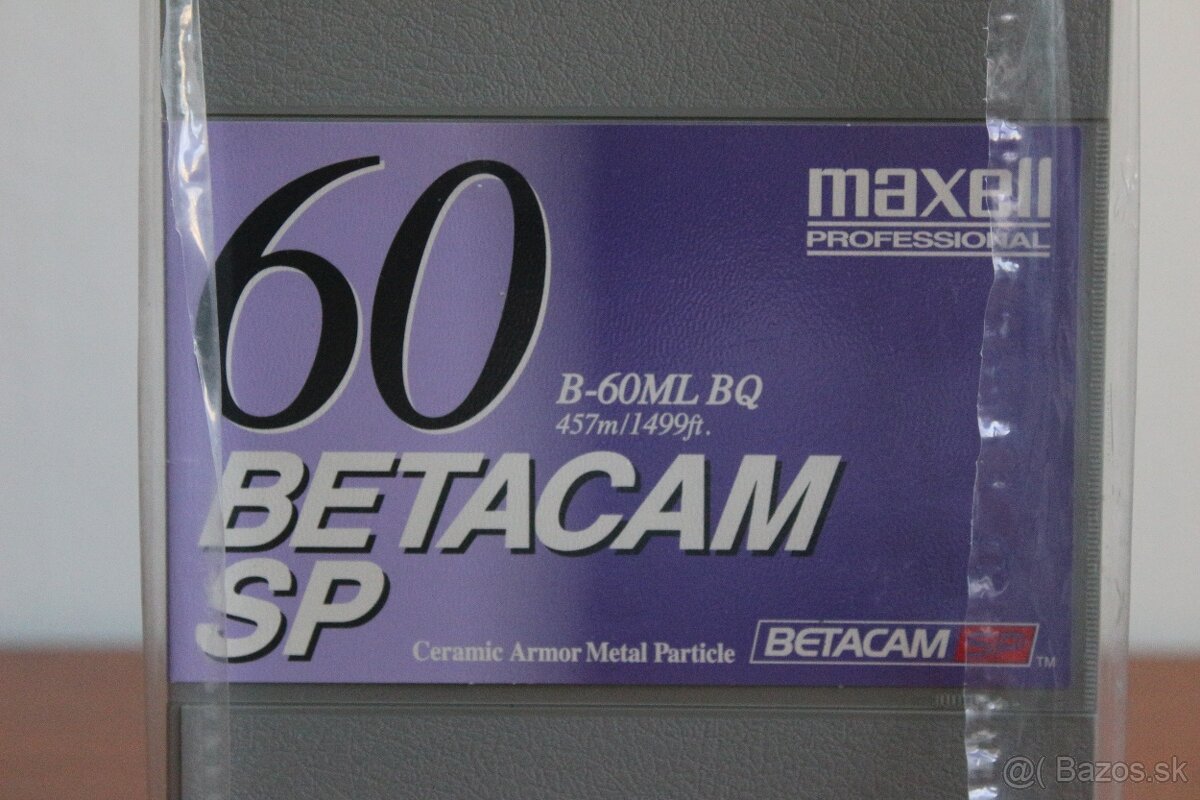 60
maxell
PROFESSIONAL
B-60ML BQ
457m/1499ft.
BETACAM
SP
Ceramic Armor Metal Particle
BETACAM SP TM
@( Bazos.sk